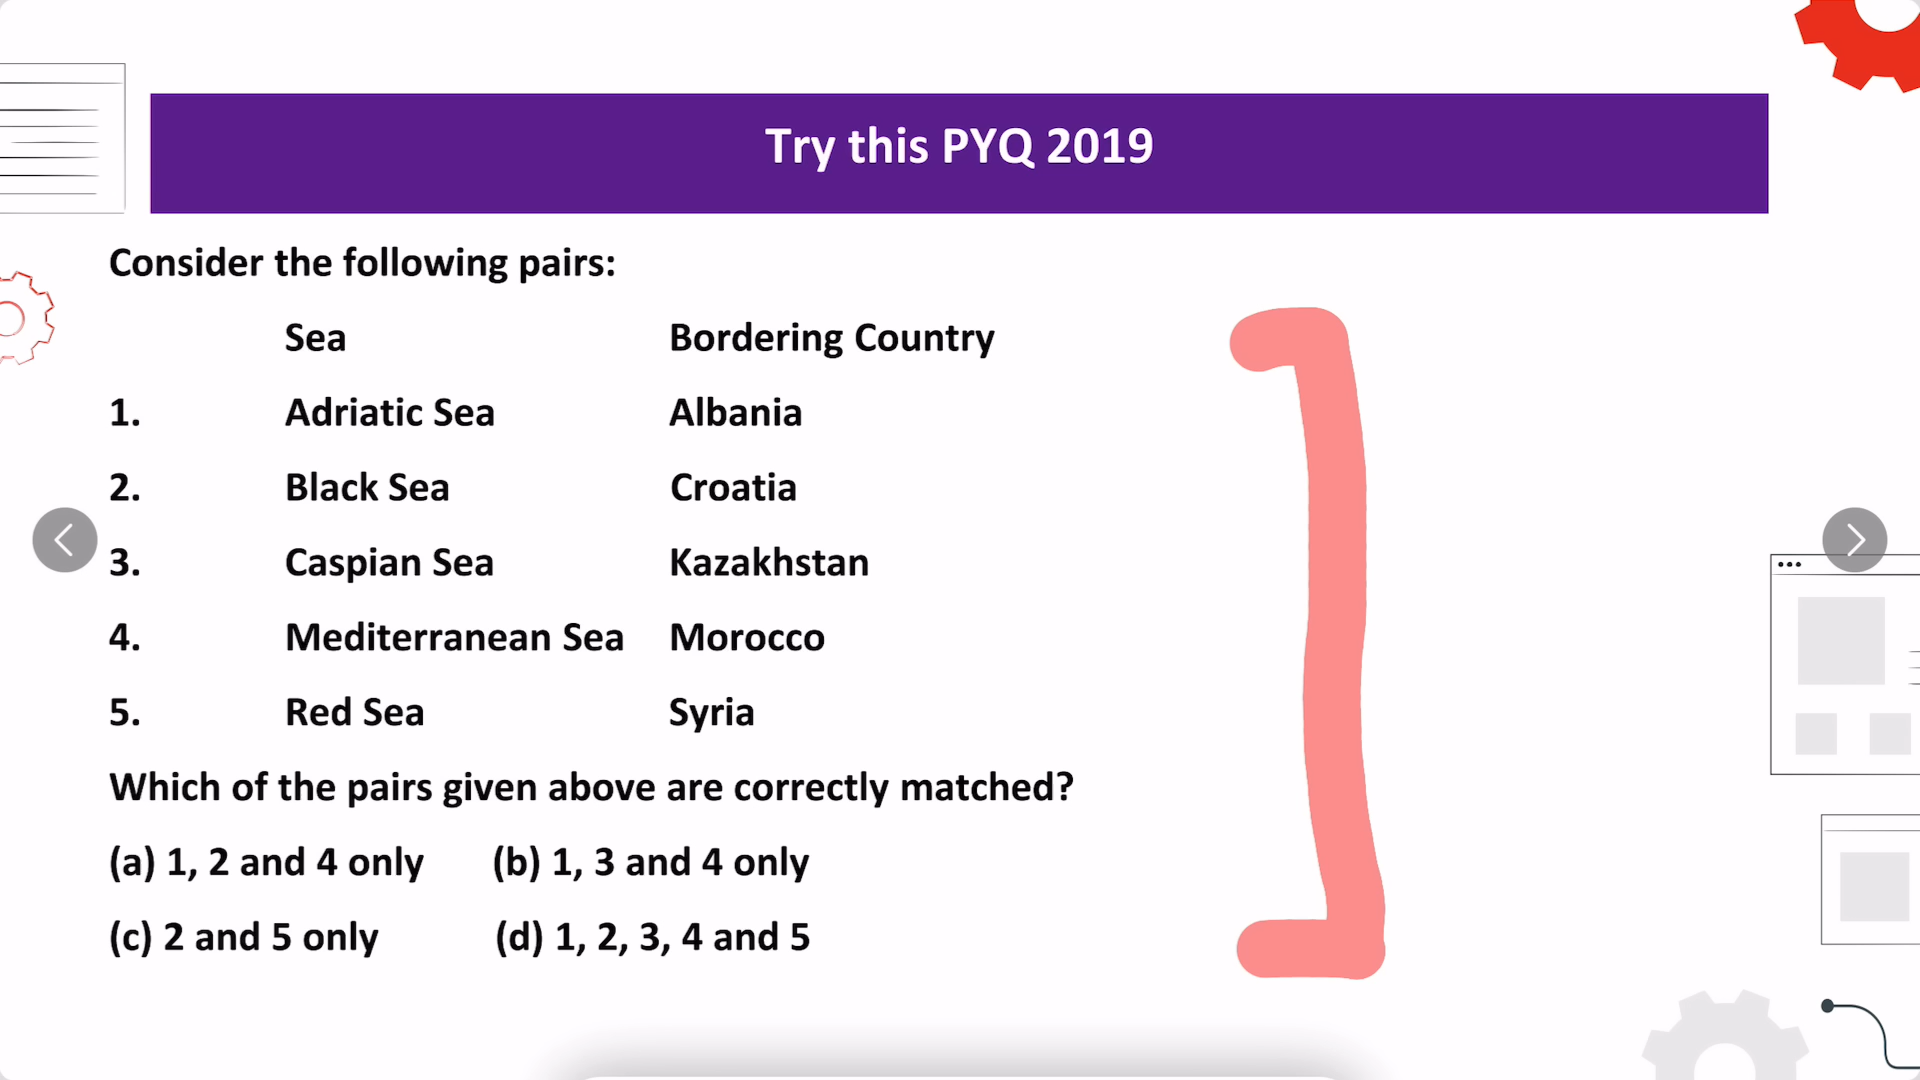 Try this PYQ 2019
Consider the following pairs:
Sea Bordering Country
1. Adriatic Sea Albania
2. Black Sea Croatia
3. Caspian Sea Kazakhstan
4. Mediterranean Sea Morocco
5. Red Sea Syria
Which of the pairs given above are correctly matched?
(a) 1, 2 and 4 only (b) 1, 3 and 4 only
(c) 2 and 5 only (d) 1, 2, 3, 4 and 5